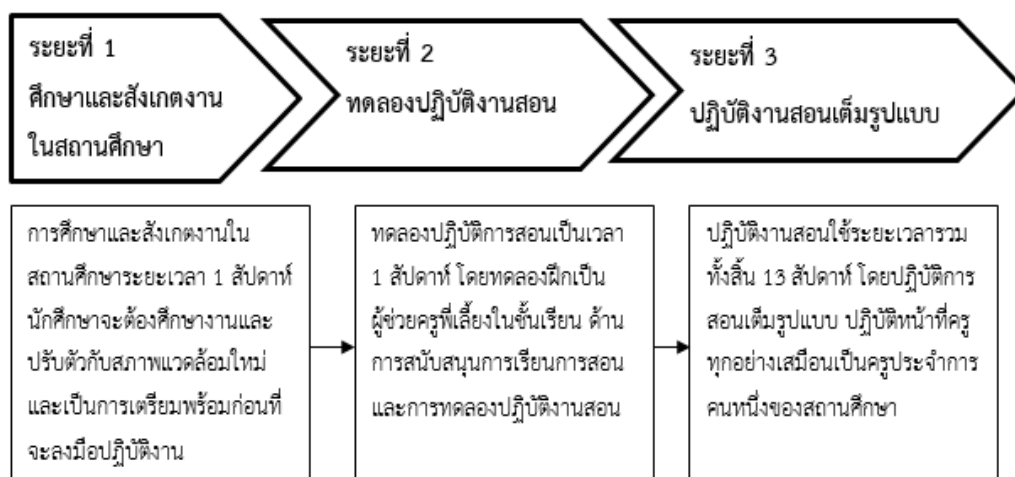 ระยะที่ 1
ศึกษาและสังเกตงาน
ในสถานศึกษา
ระยะที่ 2
ทดลองปฏิบัติงานสอน
ระยะที่ 3
ปฏิบัติงานสอนเต็มรูปแบบ
การศึกษาและสังเกตงานใน
สถานศึกษาระยะเวลา 1 สัปดาห์
นักศึกษาจะต้องศึกษางานและ
ปรับตัวกับสภาพแวดล้อมใหม่
และเป็นการเตรียมพร้อมก่อนที่
จะลงมือปฏิบัติงาน
ทดลองปฏิบัติการสอนเป็นเวลา
1 สัปดาห์ โดยทดลองฝึกเป็น
ผู้ช่วยครูพี่เลี้ยงในชั้นเรียน ด้าน
การสนับสนุนการเรียนการสอน
และการทดลองปฏิบัติงานสอน
ปฏิบัติงานสอนใช้ระยะเวลารวม
ทั้งสิ้น 13 สัปดาห์ โดยปฏิบัติการ
สอนเต็มรูปแบบ ปฏิบัติหน้าที่ครู
ทุกอย่างเสมือนเป็นครูประจำการ
คนหนึ่งของสถานศึกษา